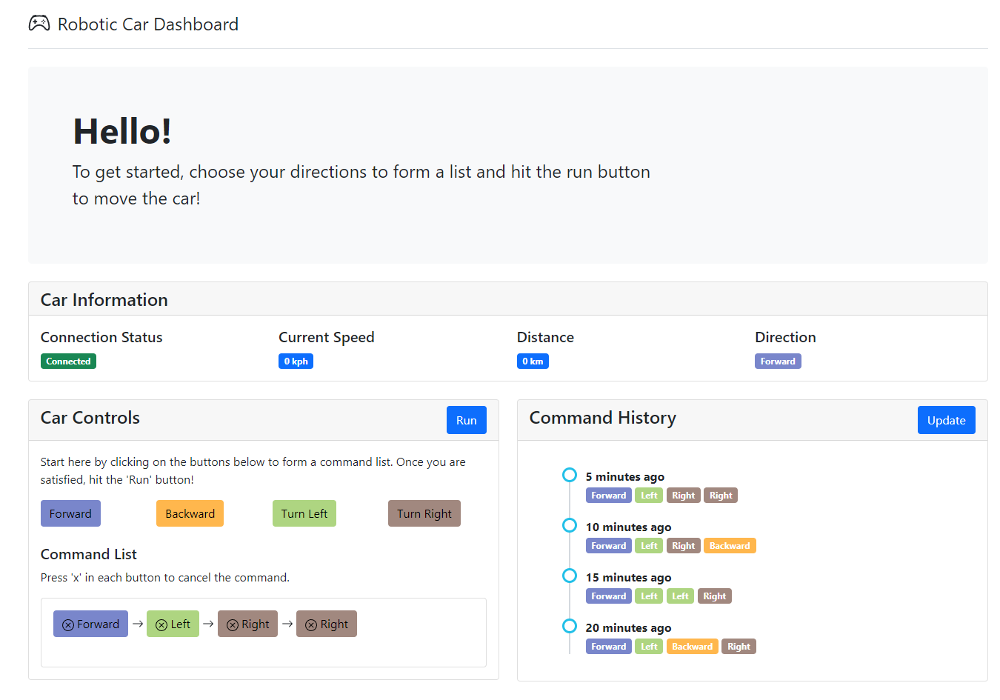 Robotic Car Dashboard
Hello!
To get started, choose your directions to form a list and hit the run button
to move the car!
Car Information
Connection Status
Connected
Current Speed
0 kph
Distance
0 km
Direction
Forward
Car Controls
Run
Start here by clicking on the buttons below to form a command list. Once you are
satisfied, hit the 'Run' button!
Forward Backward Turn Left Turn Right
Command List
Press 'x' in each button to cancel the command.
Forward → Left → Right → Right
Command History
Update
5 minutes ago
Forward Left Right Right
10 minutes ago
Forward Left Right Backward
15 minutes ago
Forward Left Left Right
20 minutes ago
Forward Left Backward Right